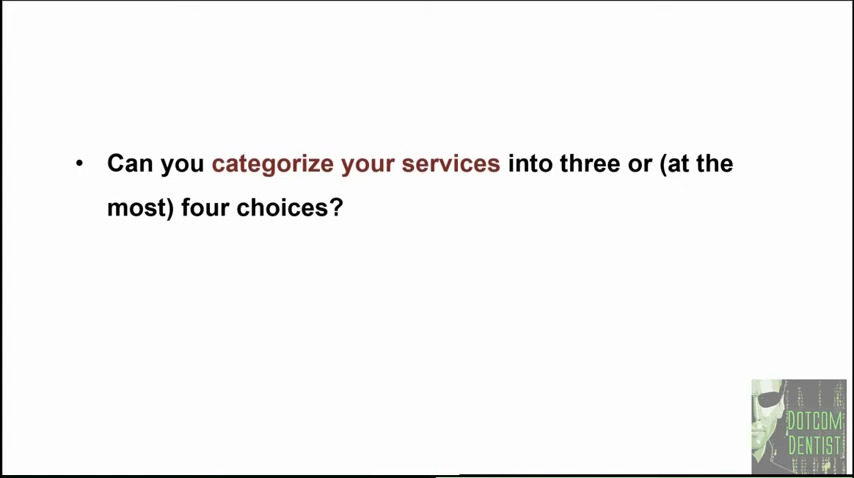 • Can you categorize your services into three or (at the
most) four choices?
DOTCOM
DENTIST